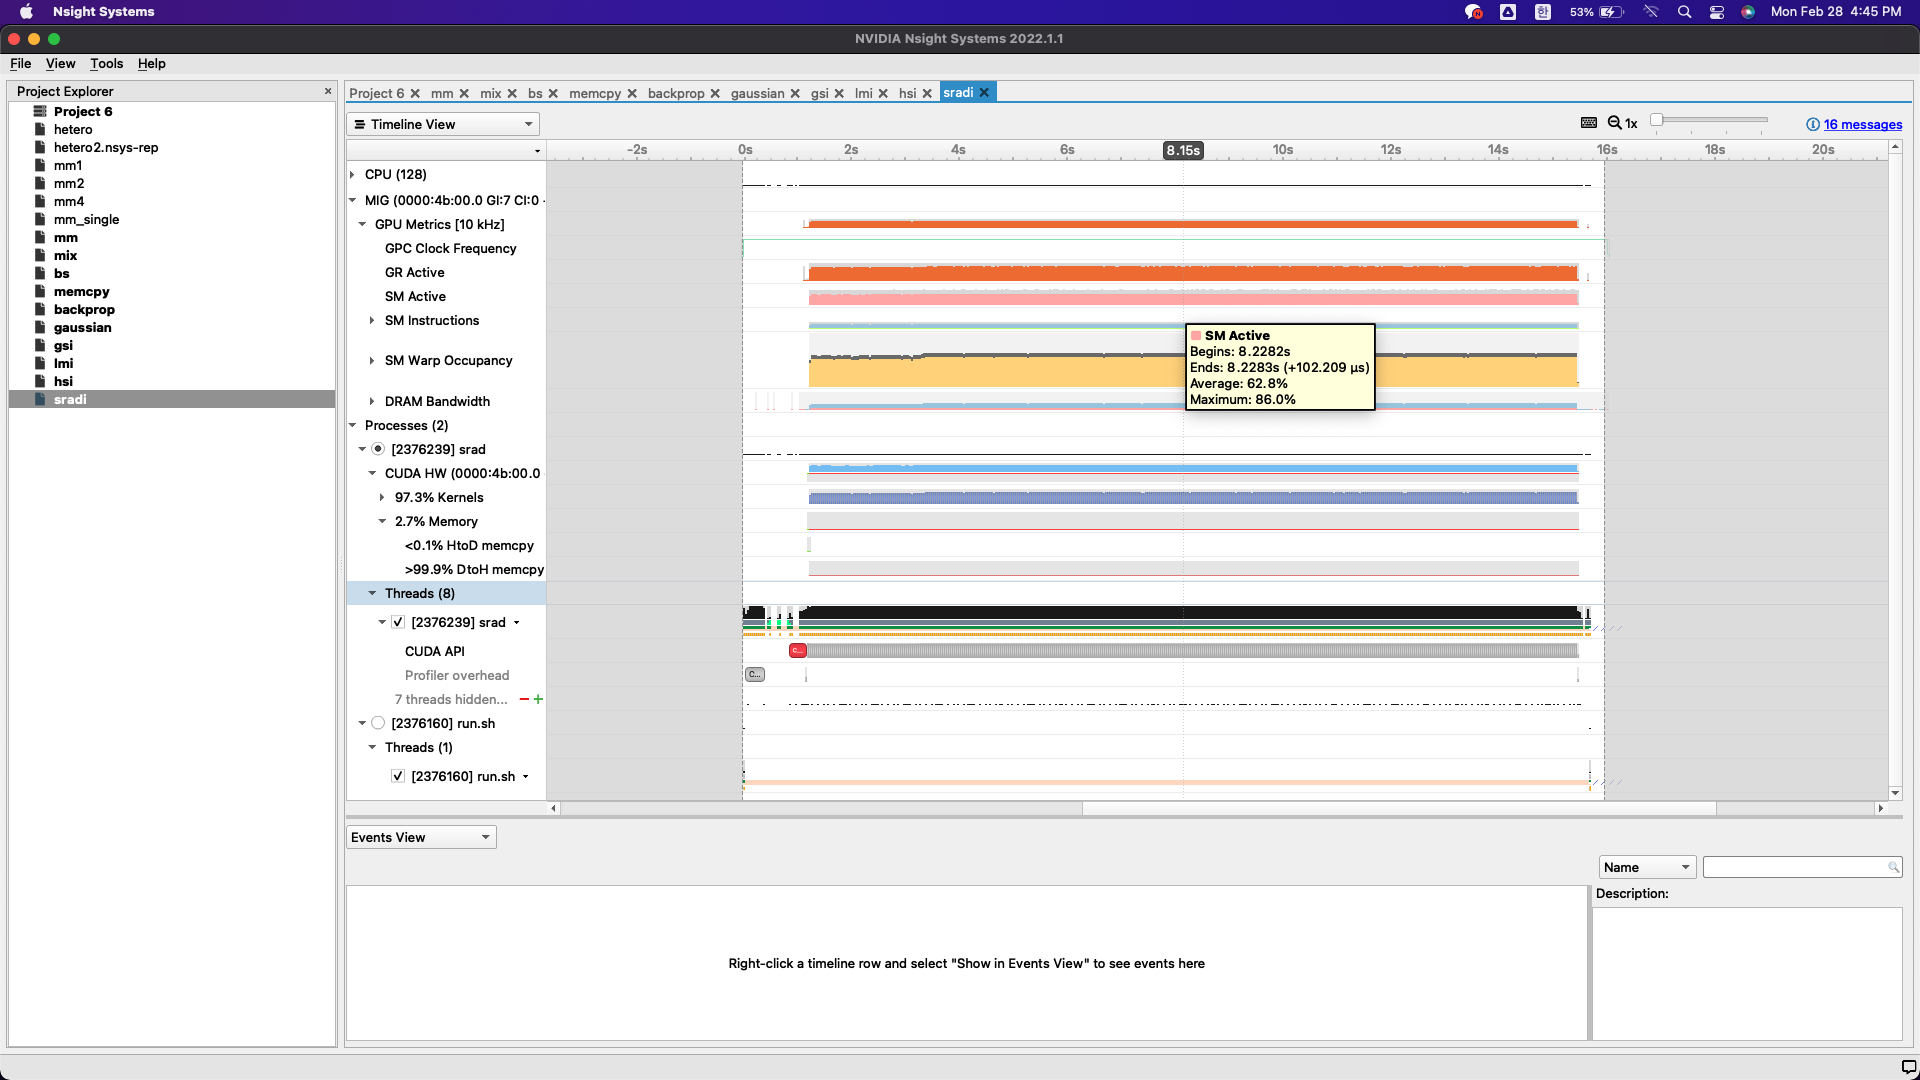 Nsight Systems
한
53%
Mon Feb 28 4:45 PM
NVIDIA Nsight Systems 2022.1.1
File View Tools Help
Project Explorer
Project 6
hetero
hetero2.nsys-rep
mm1
mm2
mm4
mm_single
mm
mix
bs
memcpy
backprop
gaussian
gsi
lmi
hsi
sradi
Project 6 mm mix bs memcpy backprop gaussian gsi lmi hsi sradi
Timeline View
1x
16 messages
-2s 0s 2s 4s 6s 8.15s 10s 12s 14s 16s 18s 20s
CPU (128)
MIG (0000:4b:00.0 GI:7 CI:0
GPU Metrics [10 kHz]
GPC Clock Frequency
GR Active
SM Active
SM Instructions
SM Warp Occupancy
DRAM Bandwidth
SM Active
Begins: 8.2282s
Ends: 8.2283s (+102.209 µs)
Average: 62.8%
Maximum: 86.0%
Processes (2)
[2376239] srad
CUDA HW (0000:4b:00.0
97.3% Kernels
2.7% Memory
<0.1% HtoD memcpy
>99.9% DtoH memcpy
Threads (8)
[2376239] srad
CUDA API
c...
Profiler overhead
C...
7 threads hidden...
[2376160] run.sh
Threads (1)
[2376160] run.sh
Events View
Name
Description:
Right-click a timeline row and select "Show in Events View" to see events here